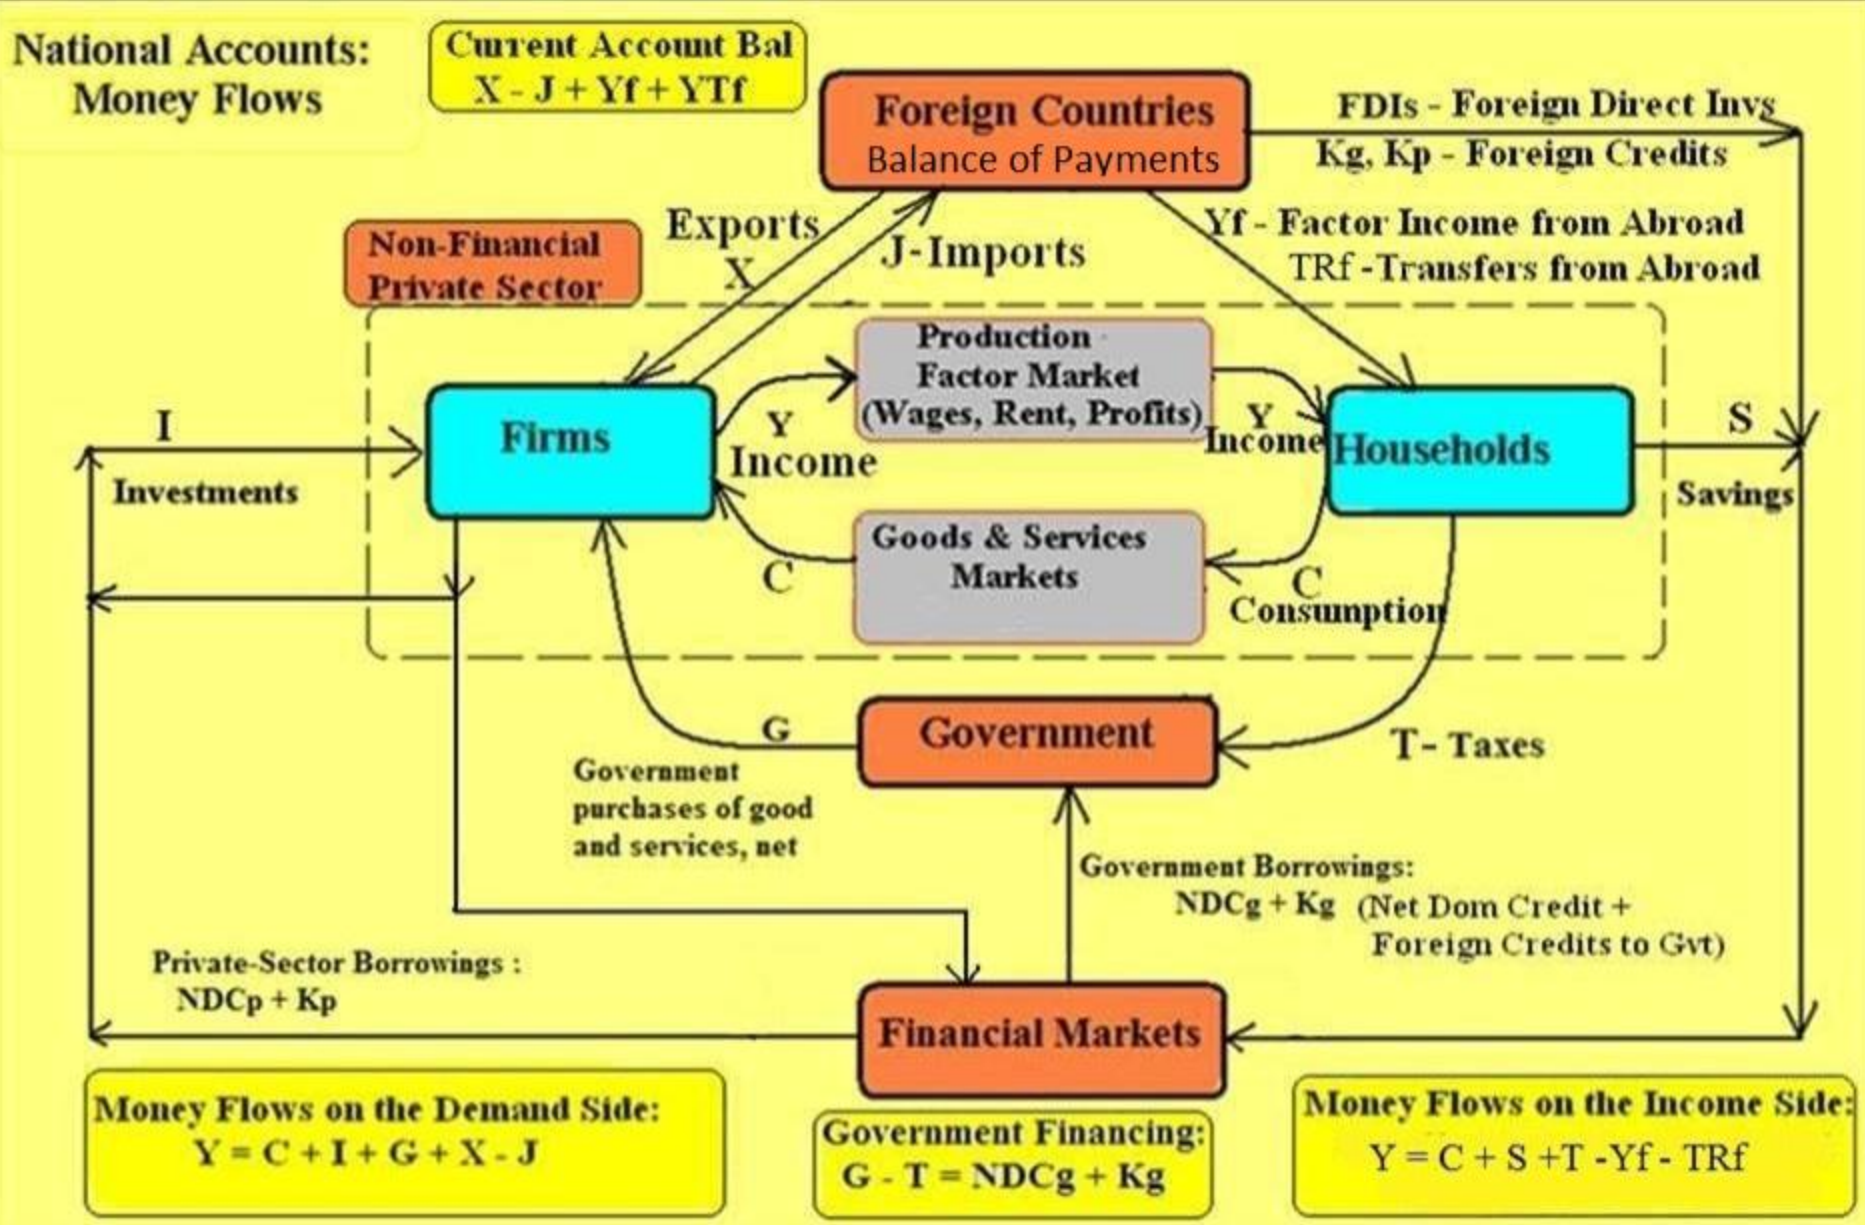 National Accounts:
Money Flows
Current Account Bal
X - J + Yf + YTf
Foreign Countries
Balance of Payments
FDIs - Foreign Direct Invs
Kg, Kp - Foreign Credits
Exports
X
J-Imports
Yf - Factor Income from Abroad
TRf -Transfers from Abroad
Non-Financial
Private Sector
Production
Factor Market
(Wages, Rent, Profits)
I
Investments
Firms
Y
Income
Y
Income
Households
S
Savings
Goods & Services
Markets
C
C
Consumption
Government
G
Government
purchases of good
and services, net
T- Taxes
Government Borrowings:
NDCg + Kg (Net Dom Credit +
Foreign Credits to Gvt)
Private-Sector Borrowings :
NDCp + Kp
Financial Markets
Money Flows on the Demand Side:
Y = C + I + G + X - J
Government Financing:
G - T = NDCg + Kg
Money Flows on the Income Side:
Y = C + S +T -Yf - TRf